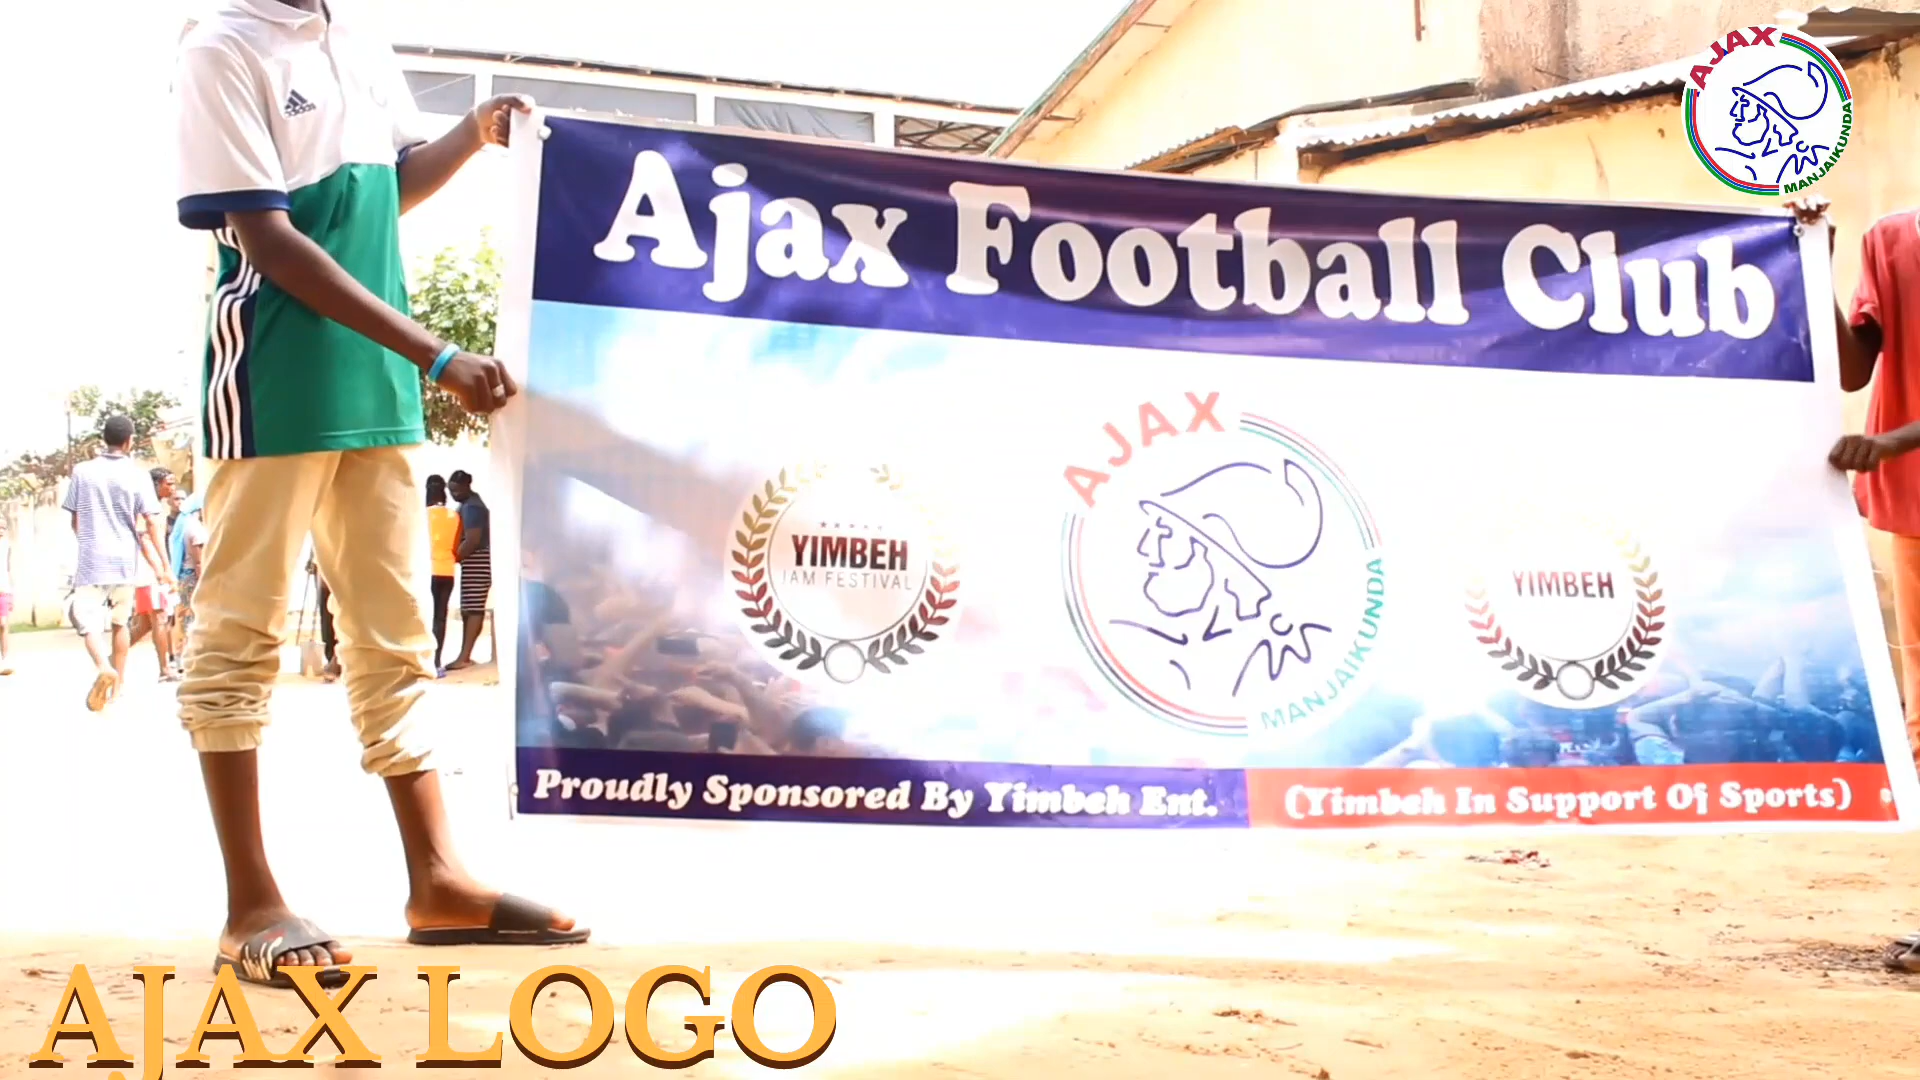 AJAX
MANJAIKUNDA
adidas
Ajax Football Club
AJAX
MANJAIKUNDA
YIMBEH
JAM FESTIVAL
YIMBEH
Proudly Sponsored By Yimbeh Ent.
(Yimbeh In Support Of Sports)
AJAX LOGO